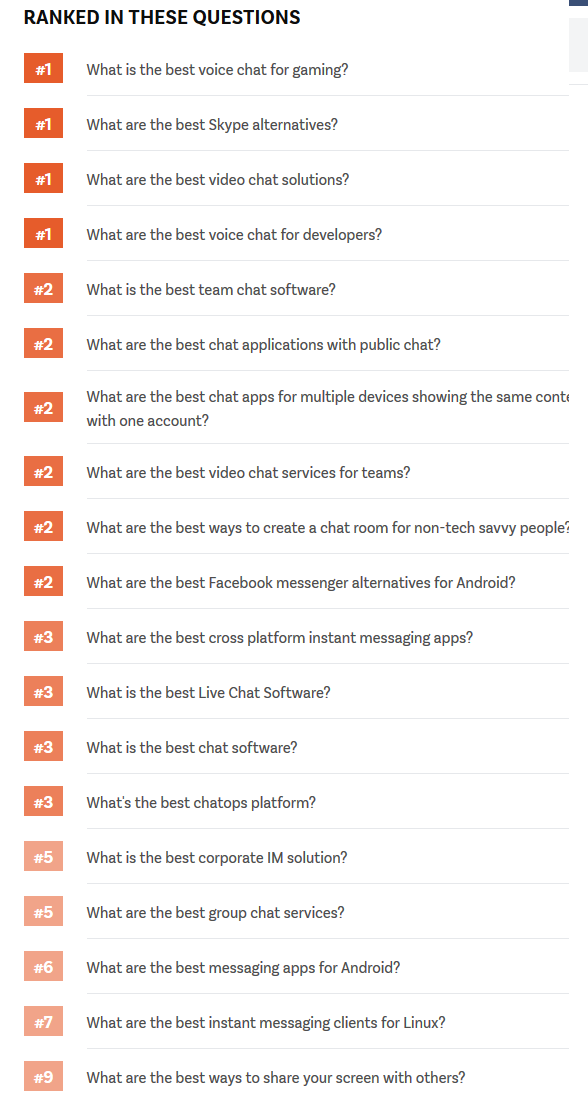 RANKED IN THESE QUESTIONS
#1 What is the best voice chat for gaming?
#1 What are the best Skype alternatives?
#1 What are the best video chat solutions?
#1 What are the best voice chat for developers?
#2 What is the best team chat software?
#2 What are the best chat applications with public chat?
#2 What are the best chat apps for multiple devices showing the same conte
with one account?
#2 What are the best video chat services for teams?
#2 What are the best ways to create a chat room for non-tech savvy people?
#2 What are the best Facebook messenger alternatives for Android?
#3 What are the best cross platform instant messaging apps?
#3 What is the best Live Chat Software?
#3 What is the best chat software?
#3 What's the best chatops platform?
#5 What is the best corporate IM solution?
#5 What are the best group chat services?
#6 What are the best messaging apps for Android?
#7 What are the best instant messaging clients for Linux?
#9 What are the best ways to share your screen with others?